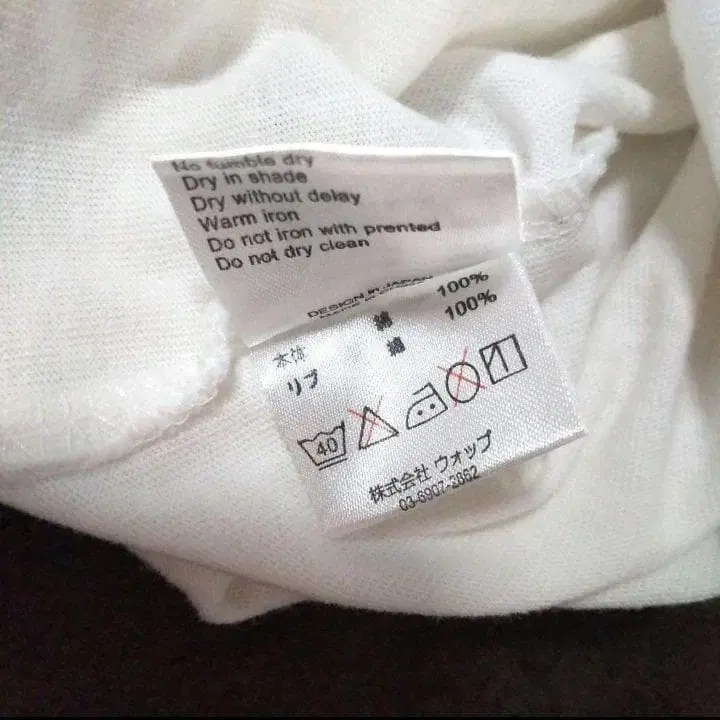 No tumble dry
Dry in shade
Dry without delay
Warm iron
Do not iron with prented
Do not dry clean
DESIGN in JAPAN
本体 綿 100%
リブ 綿 100%
40
株式会社 ウォップ
03-6907-3862